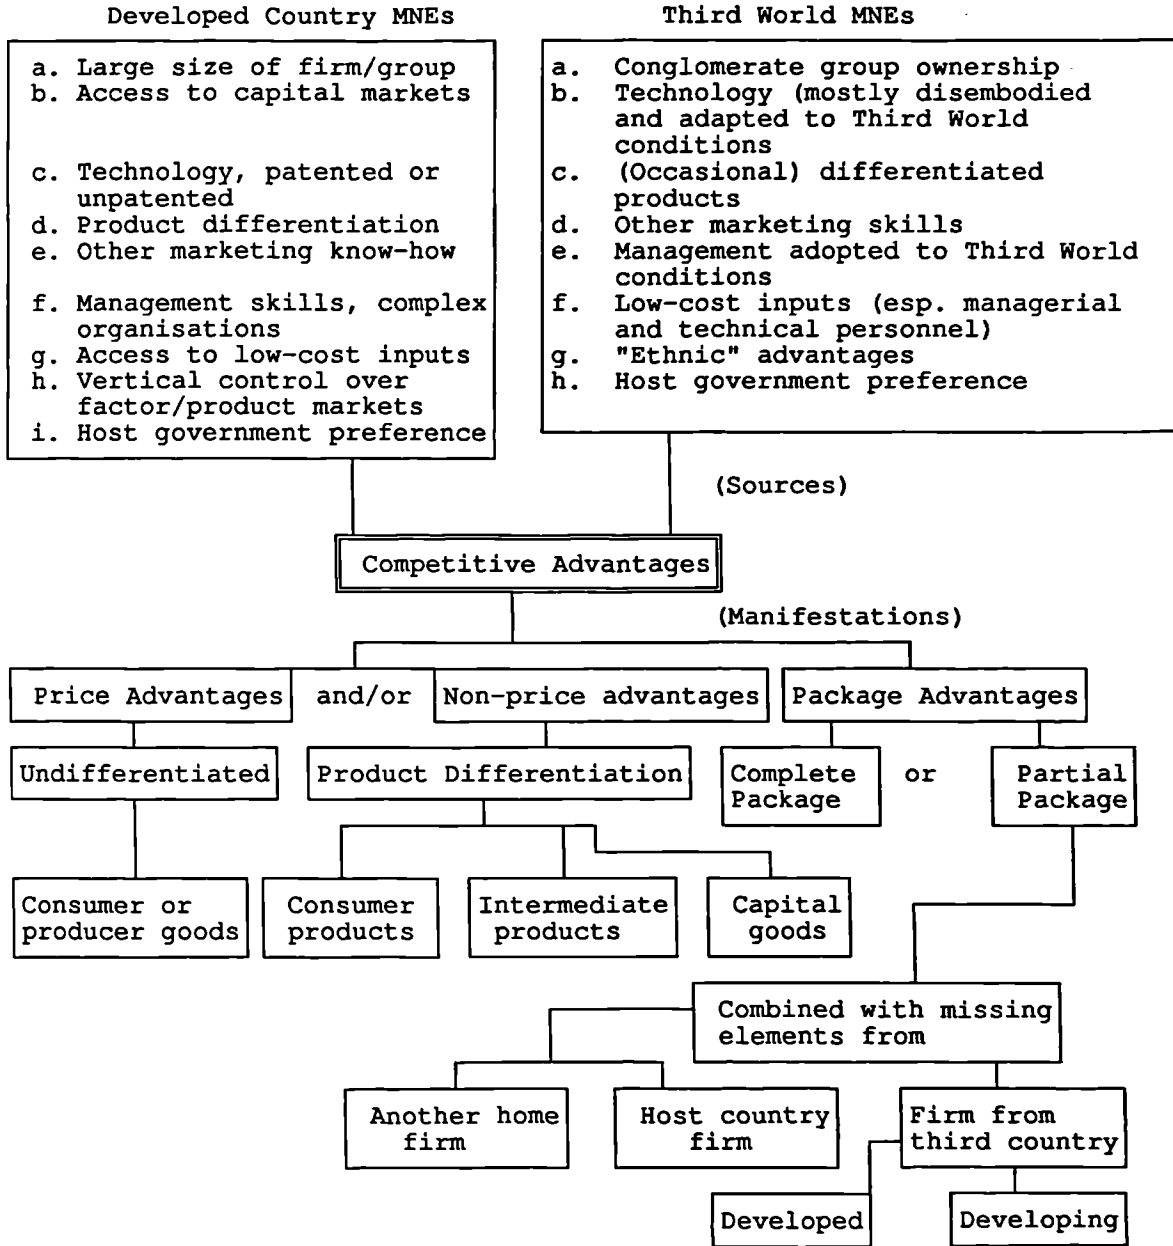 Developed Country MNEs
Third World MNEs
a. Large size of firm/group
b. Access to capital markets
c. Technology, patented or
unpatented
d. Product differentiation
e. Other marketing know-how
f. Management skills, complex
organisations
g. Access to low-cost inputs
h. Vertical control over
factor/product markets
i. Host government preference
a. Conglomerate group ownership
b. Technology (mostly disembodied
and adapted to Third World
conditions
c. (Occasional) differentiated
products
d. Other marketing skills
e. Management adopted to Third World
conditions
f. Low-cost inputs (esp. managerial
and technical personnel)
g. "Ethnic" advantages
h. Host government preference
(Sources)
Competitive Advantages
(Manifestations)
Price Advantages and/or Non-price advantages Package Advantages
Undifferentiated
Product Differentiation
Complete
Package
or
Partial
Package
Consumer or
producer goods
Consumer
products
Intermediate
products
Capital
goods
Combined with missing
elements from
Another home
firm
Host country
firm
Firm from
third country
Developed
Developing